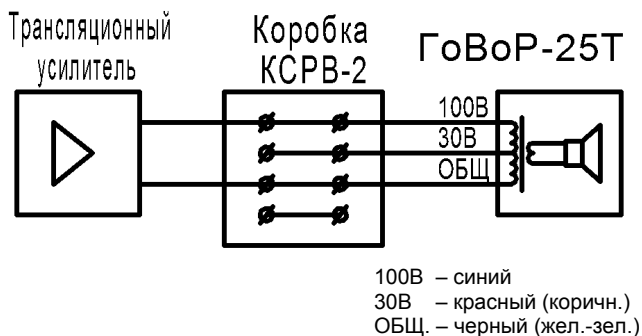 Трансляционный
усилитель
Коробка
КСРВ-2
ГоВоР-25Т
100В
30В
ОБЩ
100В – синий
30В – красный (коричн.)
ОБЩ. – черный (жел.-зел.)